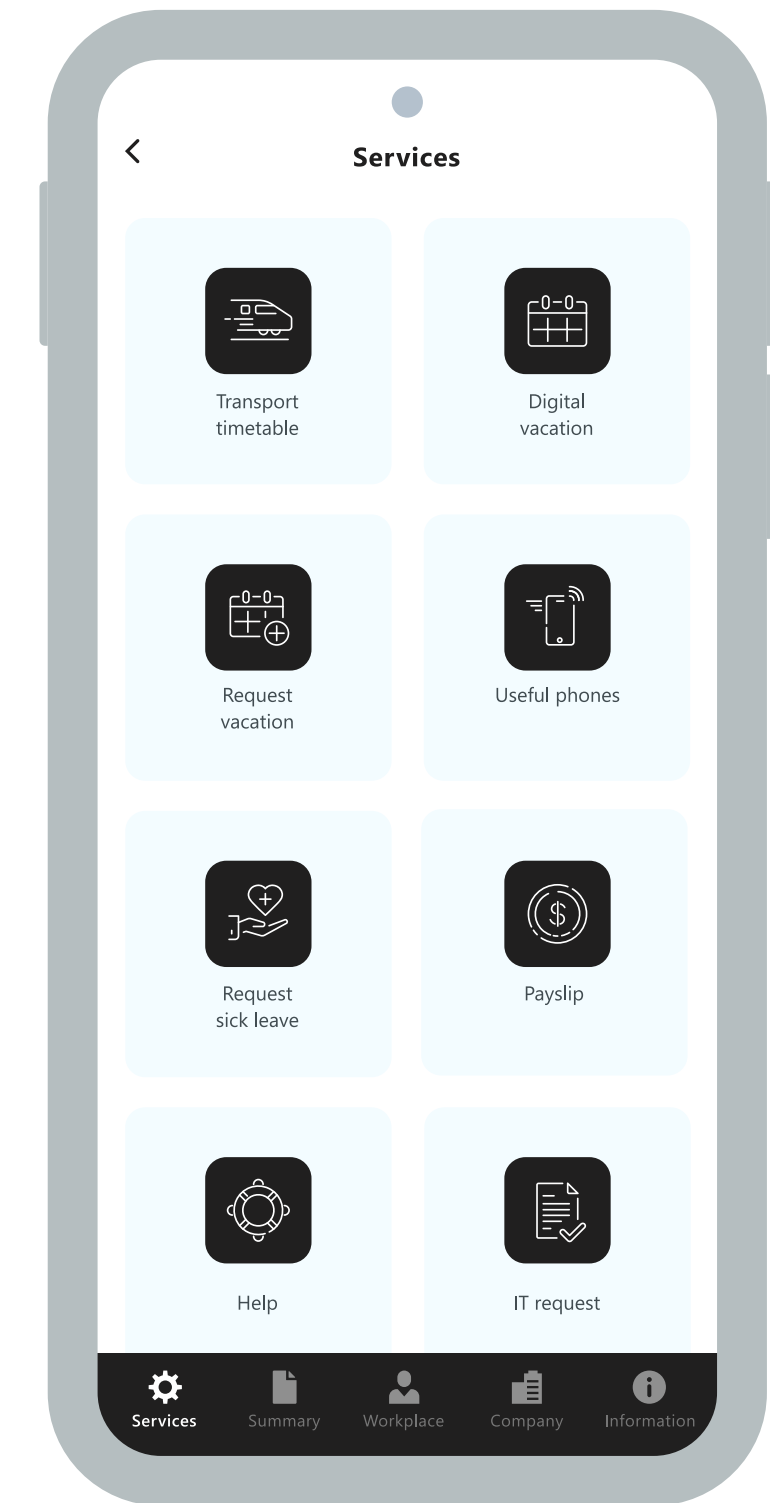 Services
Transport
timetable
Digital
vacation
Request
vacation
Useful phones
Request
sick leave
Payslip
Help
IT request
Services
Summary
Workplace
Company
Information